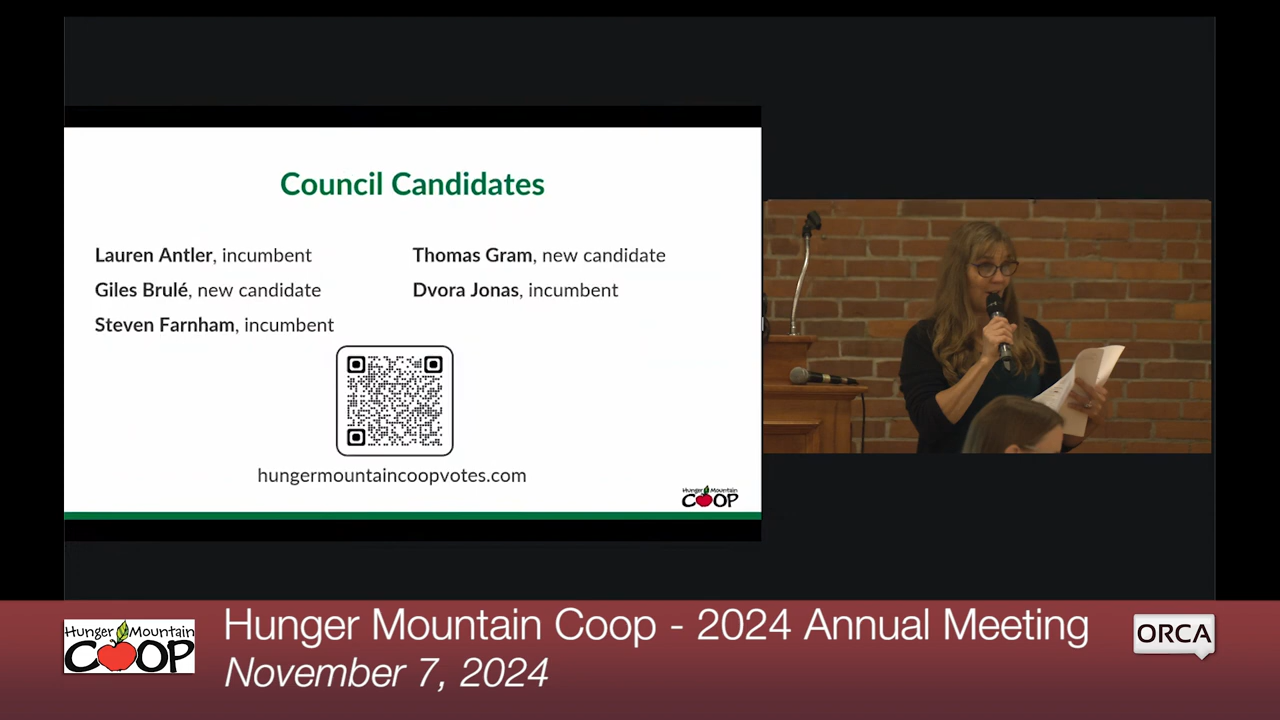 Council Candidates
Lauren Antler, incumbent
Giles Brulé, new candidate
Steven Farnham, incumbent
Thomas Gram, new candidate
Dvora Jonas, incumbent
hungermountaincoopvotes.com
Hunger Mountain
COOP
Hunger Mountain
COOP
Hunger Mountain Coop - 2024 Annual Meeting
November 7, 2024
ORCA